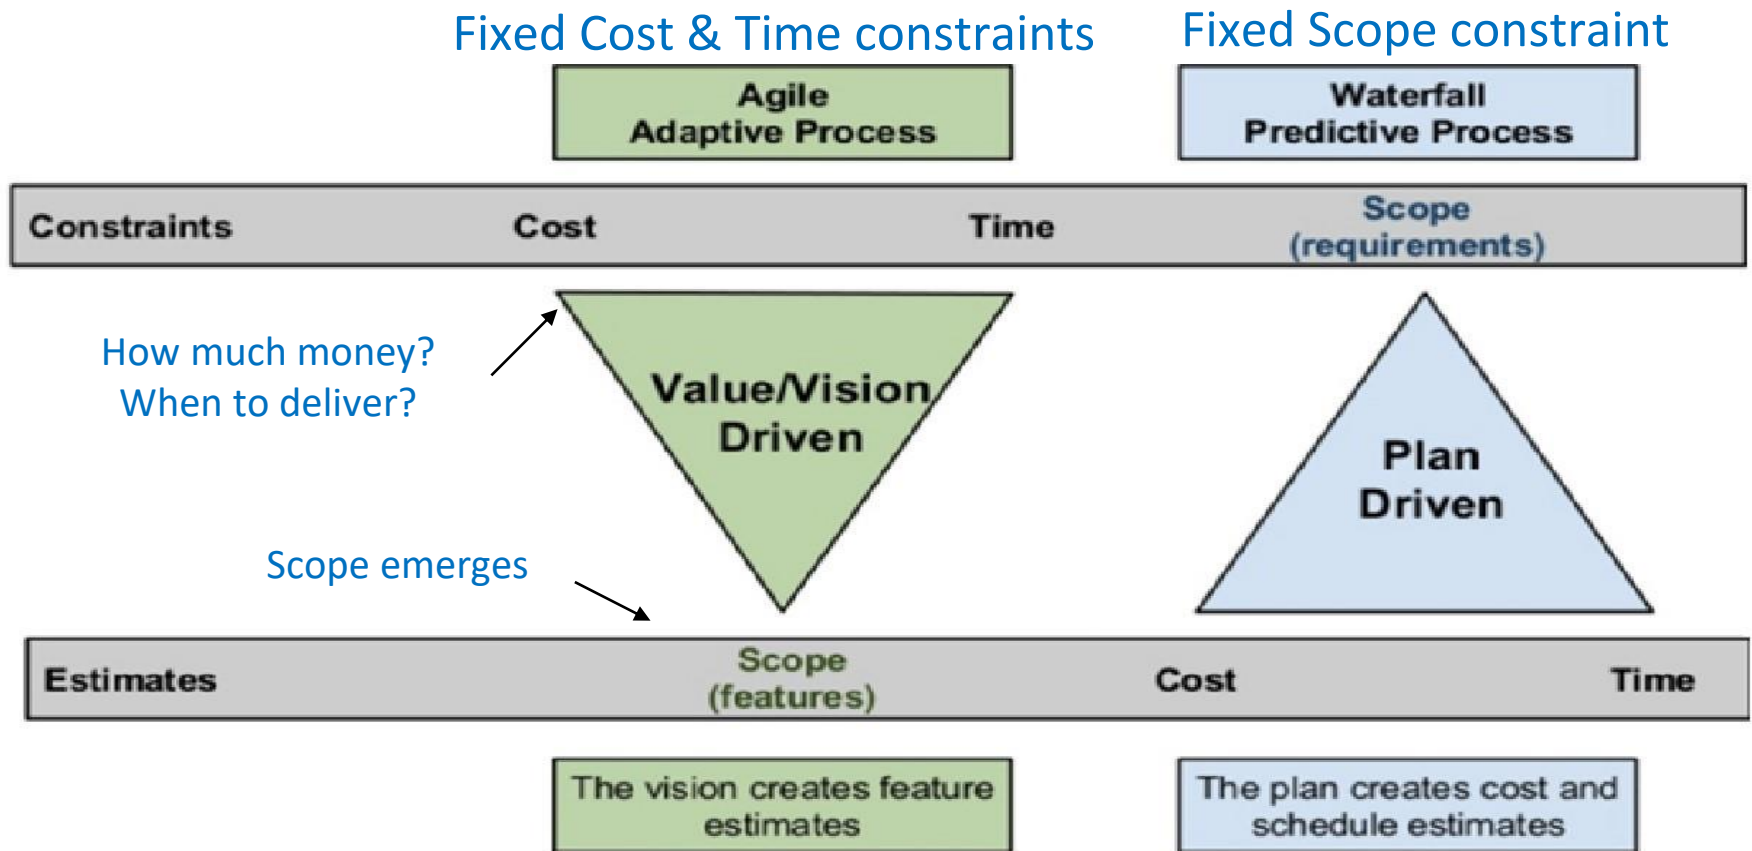 Fixed Cost & Time constraints
Fixed Scope constraint
Agile
Adaptive Process
Waterfall
Predictive Process
Constraints
Cost
Time
Scope
(requirements)
How much money?
When to deliver?
Value/Vision
Driven
Plan
Driven
Scope emerges
Estimates
Scope
(features)
Cost
Time
The vision creates feature
estimates
The plan creates cost and
schedule estimates